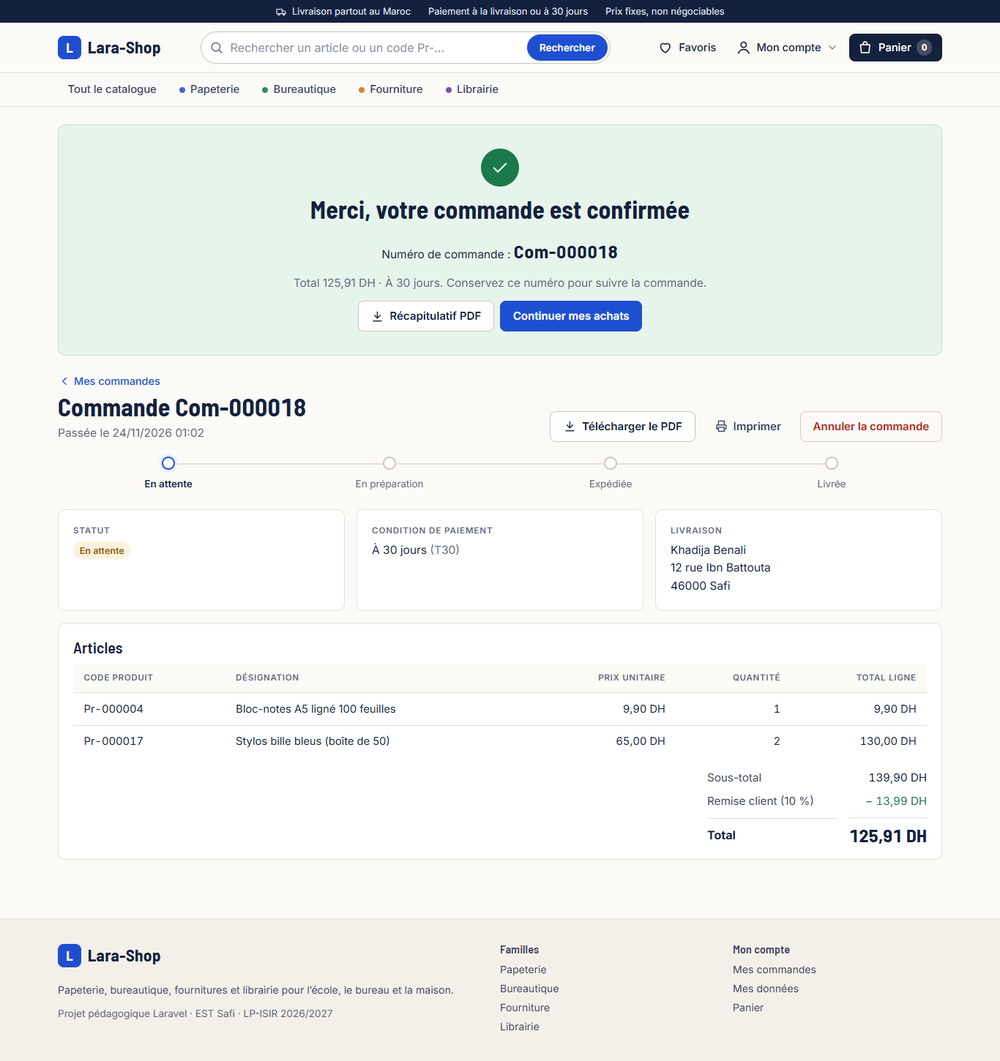 Livraison partout au Maroc Paiement à la livraison ou à 30 jours Prix fixes, non négociables
L Lara-Shop Rechercher un article ou un code Pr-... Rechercher Favoris Mon compte Panier 0
Tout le catalogue Papeterie Bureautique Fourniture Librairie
Merci, votre commande est confirmée
Numéro de commande : Com-000018
Total 125,91 DH · À 30 jours. Conservez ce numéro pour suivre la commande.
Récapitulatif PDF Continuer mes achats
Mes commandes
Commande Com-000018
Passée le 24/11/2026 01:02
Télécharger le PDF Imprimer Annuler la commande
En attente En préparation Expédiée Livrée
STATUT
En attente
CONDITION DE PAIEMENT
À 30 jours (T30)
LIVRAISON
Khadija Benali
12 rue Ibn Battouta
46000 Safi
Articles
CODE PRODUIT DÉSIGNATION PRIX UNITAIRE QUANTITÉ TOTAL LIGNE
Pr-000004 Bloc-notes A5 ligné 100 feuilles 9,90 DH 1 9,90 DH
Pr-000017 Stylos bille bleus (boîte de 50) 65,00 DH 2 130,00 DH
Sous-total 139,90 DH
Remise client (10 %) − 13,99 DH
Total 125,91 DH
L Lara-Shop
Papeterie, bureautique, fournitures et librairie pour l'école, le bureau et la maison.
Projet pédagogique Laravel · EST Safi · LP-ISIR 2026/2027
Familles
Papeterie
Bureautique
Fourniture
Librairie
Mon compte
Mes commandes
Mes données
Panier